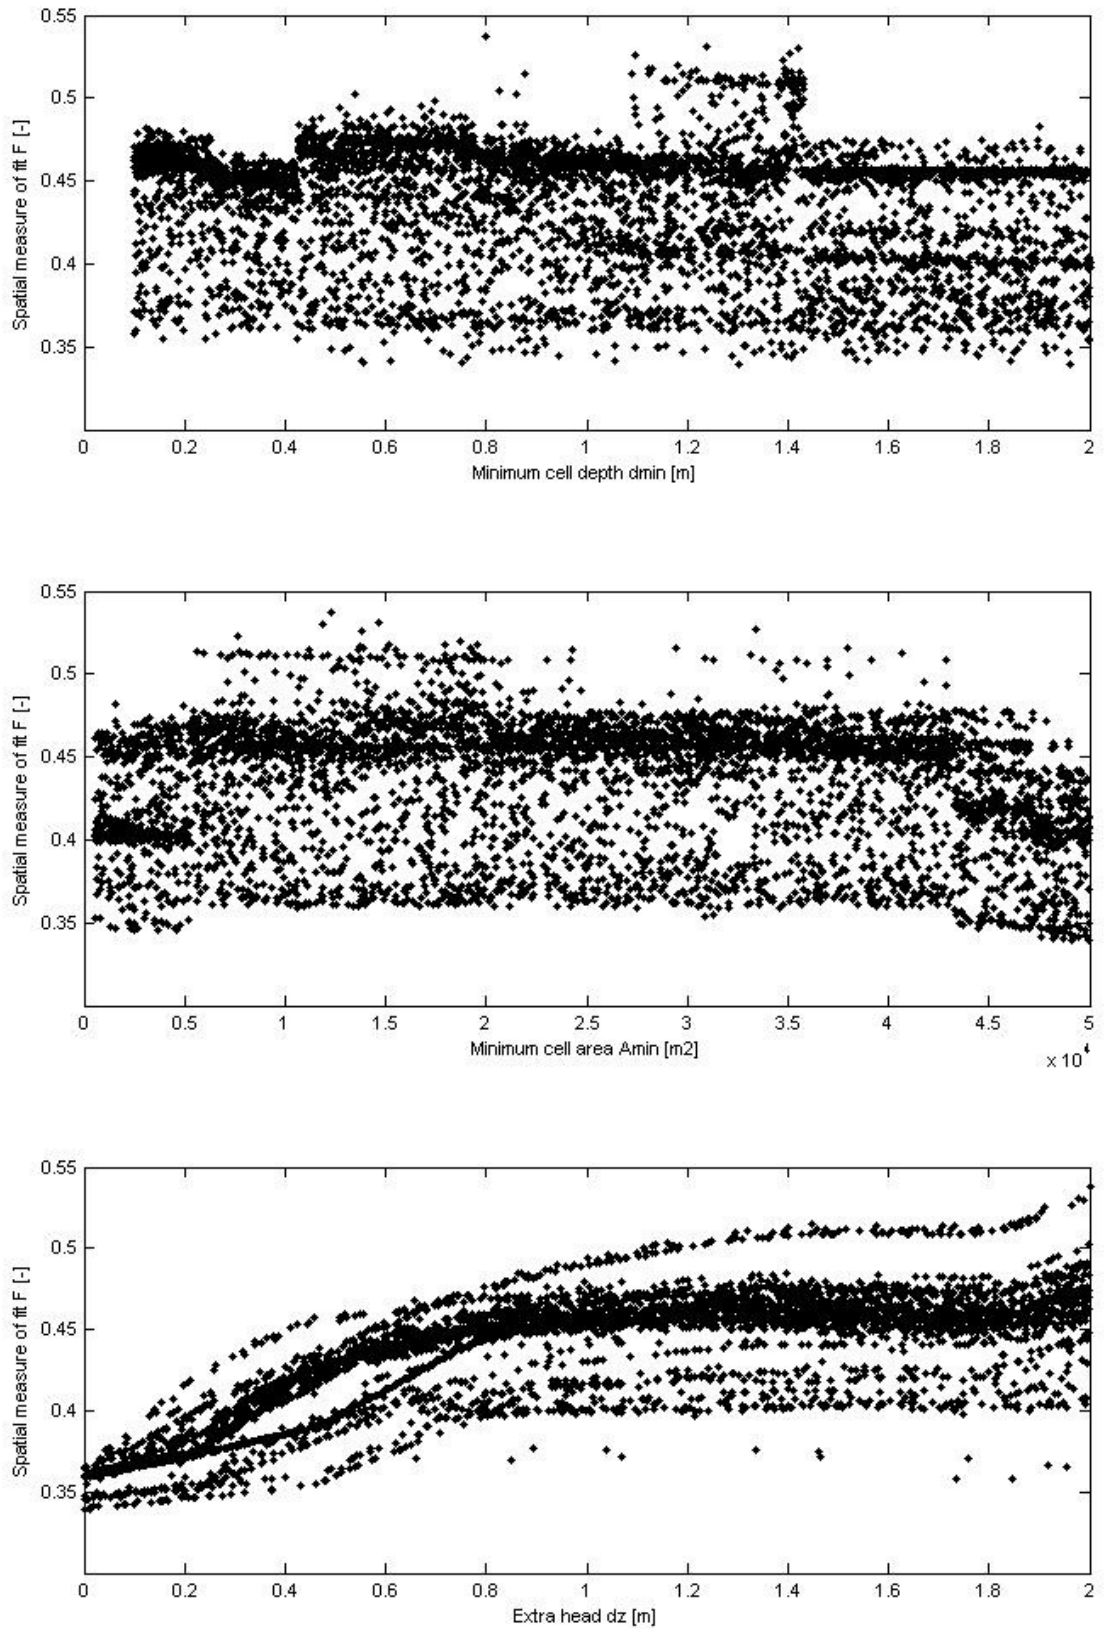 0.55
0.5
0.45
0.4
0.35
Spatial measure of fit F [-]
0 0.2 0.4 0.6 0.8 1 1.2 1.4 1.6 1.8 2
Minimum cell depth dmin [m]
0.55
0.5
0.45
0.4
0.35
Spatial measure of fit F [-]
0 0.5 1 1.5 2 2.5 3 3.5 4 4.5 5
Minimum cell area Amin [m2]
x 10⁴
0.55
0.5
0.45
0.4
0.35
Spatial measure of fit F [-]
0 0.2 0.4 0.6 0.8 1 1.2 1.4 1.6 1.8 2
Extra head dz [m]